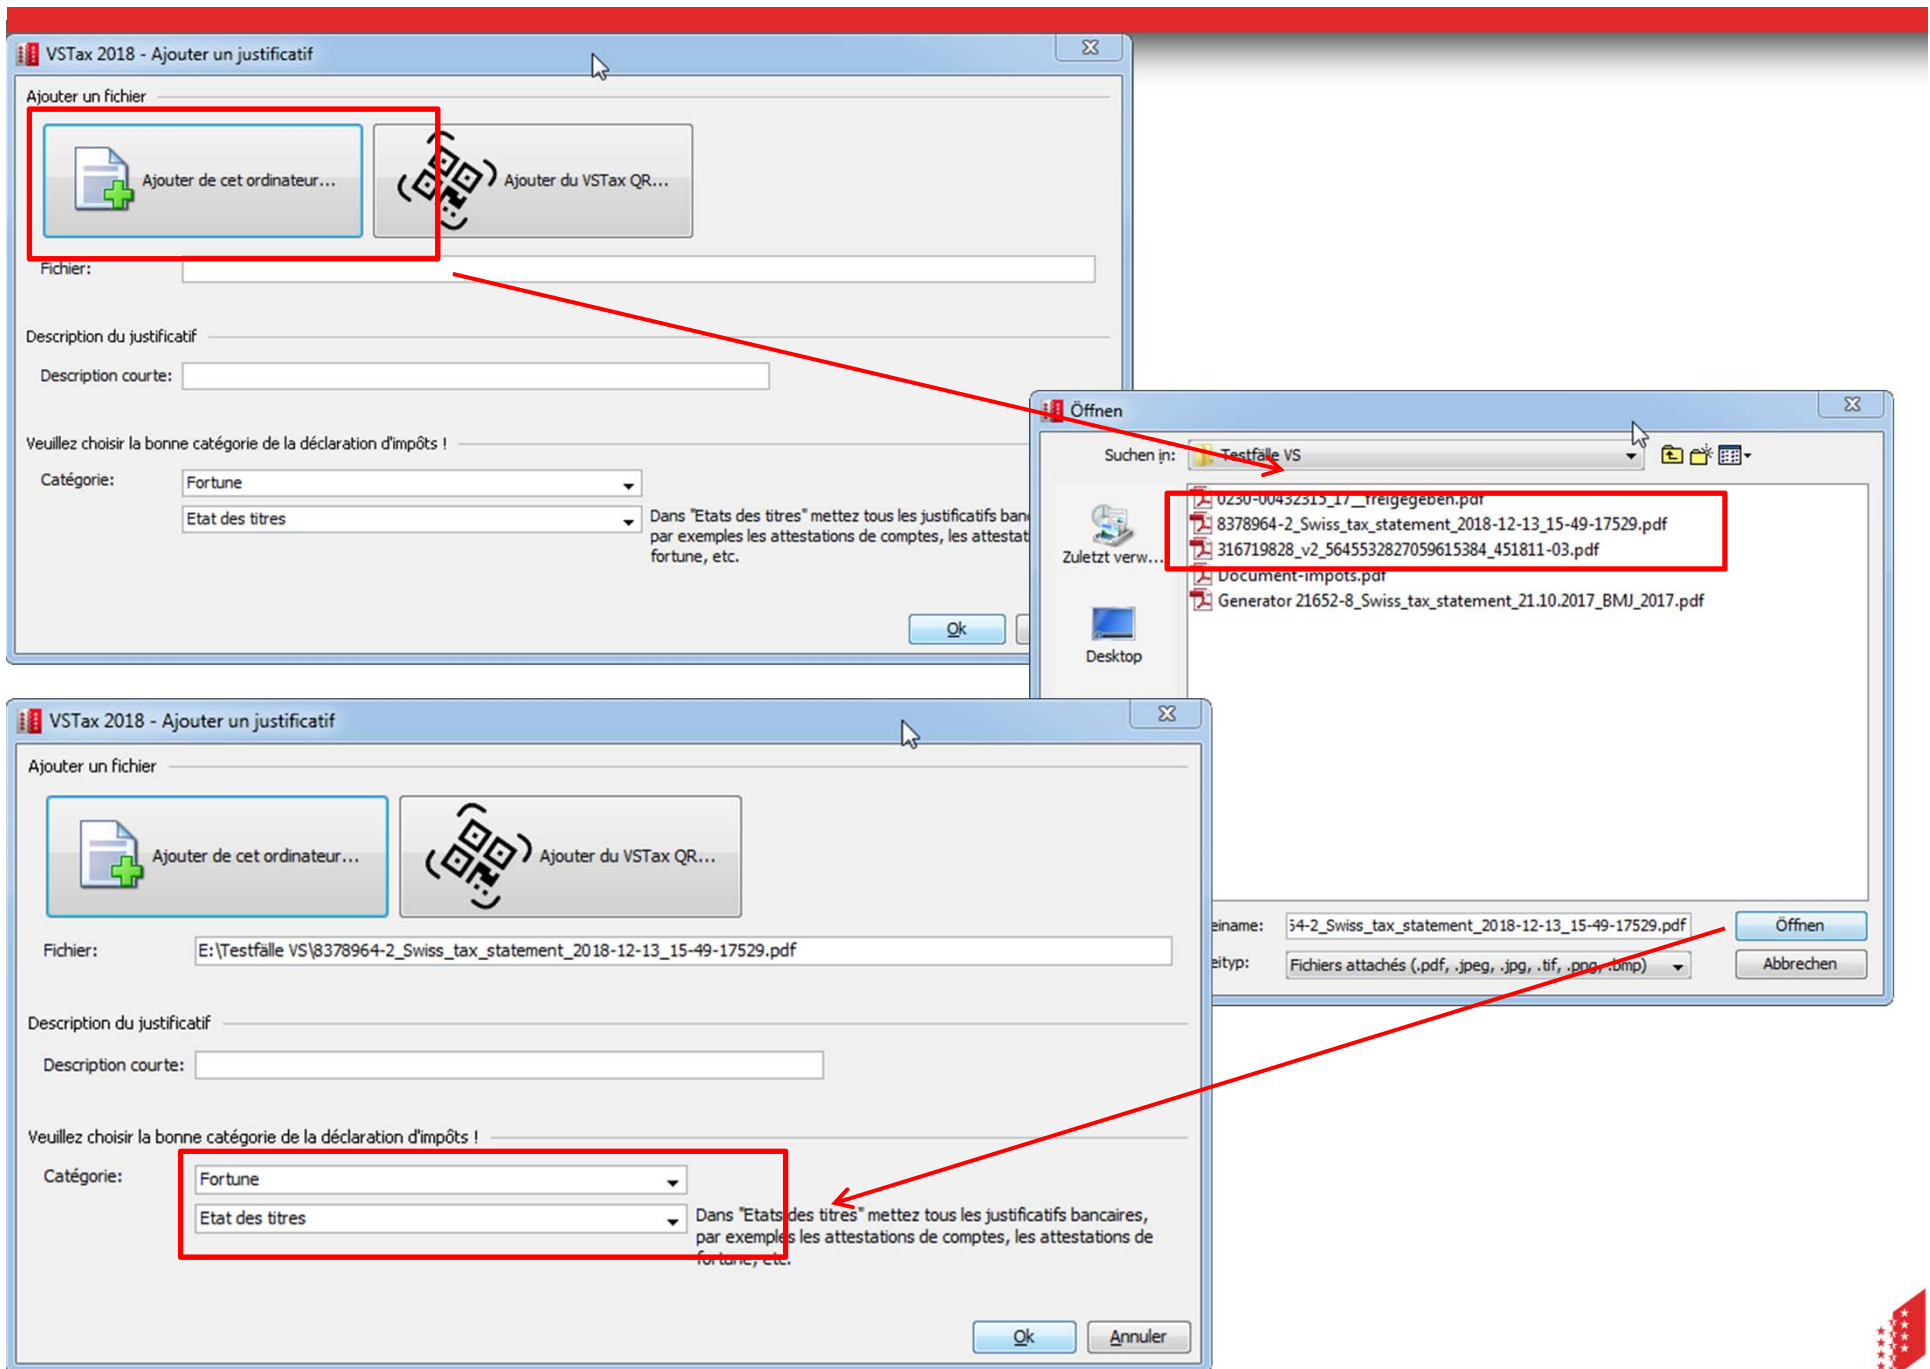 VSTax 2018 - Ajouter un justificatif
Ajouter un fichier
Ajouter de cet ordinateur...
Ajouter du VSTax QR...
Fichier:
Description du justificatif
Description courte:
Veuillez choisir la bonne catégorie de la déclaration d'impôts !
Catégorie:
Fortune
Etat des titres
Dans "Etats des titres" mettez tous les justificatifs
par exemples les attestations de comptes, les
fortune, etc.
Ok
Öffnen
Suchen in:
Testfälle VS
0230-00432315_17__freigegeben.pdf
8378964-2_Swiss_tax_statement_2018-12-13_15-49-17529.pdf
316719828_v2_5645532827059615384_451811-03.pdf
Document-impots.pdf
Generator 21652-8_Swiss_tax_statement_21.10.2017_BMJ_2017.pdf
Zuletzt verw...
Desktop
einame:
54-2_Swiss_tax_statement_2018-12-13_15-49-17529.pdf
Öffnen
eityp:
Fichiers attachés (.pdf, .jpeg, .jpg, .tif, .png, .bmp)
Abbrechen
VSTax 2018 - Ajouter un justificatif
Ajouter un fichier
Ajouter de cet ordinateur...
Ajouter du VSTax QR...
Fichier:
E:\Testfälle VS\8378964-2_Swiss_tax_statement_2018-12-13_15-49-17529.pdf
Description du justificatif
Description courte:
Veuillez choisir la bonne catégorie de la déclaration d'impôts !
Catégorie:
Fortune
Etat des titres
Dans "Etats des titres" mettez tous les justificatifs bancaires,
par exemples les attestations de comptes, les attestations de
fortune, etc.
Ok
Annuler